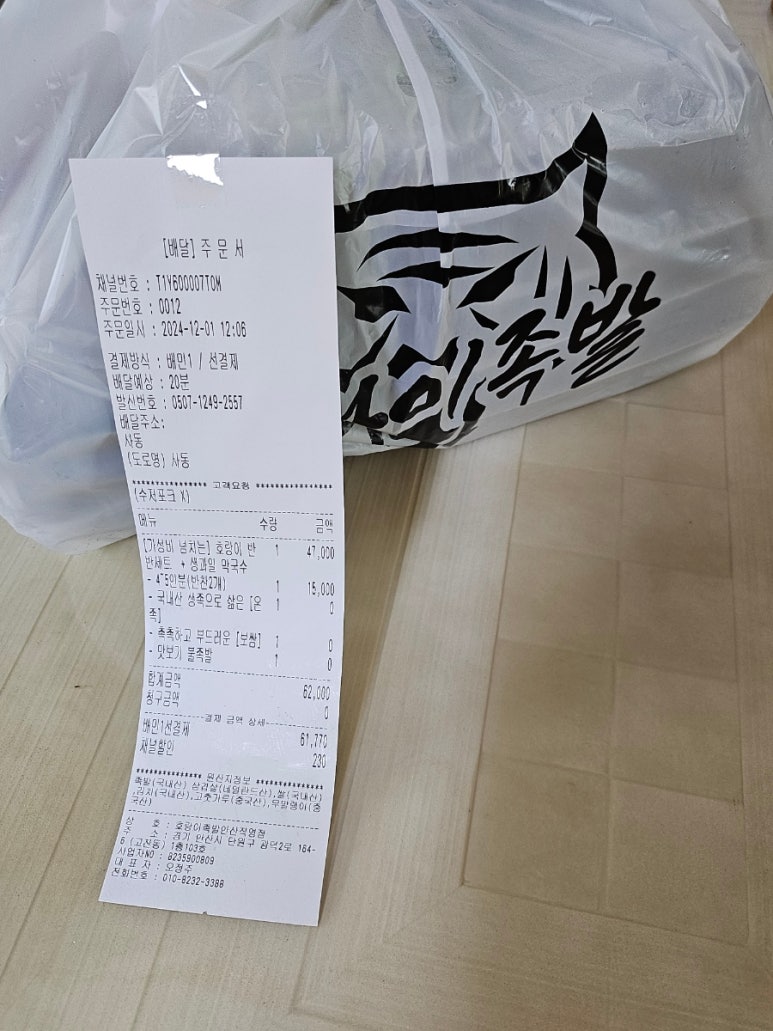 [배달] 주 문 서
채널번호 : T1Y600007TOM
주문번호 : 0012
주문일시 : 2024-12-01 12:06
결제방식 : 배민1 / 선결제
배달예상 : 20분
발신번호 : 0507-1249-2557
배달주소:
사동
(도로명) 사동
***************** 고객요청 *****************
(수저포크 X)
메뉴 수량 금액
[가성비 넘치는] 호랑이 반 1 47,000
반세트 + 생과일 막국수
- 4~5인분(반찬2개) 1 15,000
- 국내산 생족으로 삶은 [온 1 0
족]
- 촉촉하고 부드러운 [보쌈] 1 0
- 맛보기 불족발 1 0
합계금액 62,000
청구금액 0
결제 금액 상세
배민1선결제 61,770
채널할인 230
*************** 원산지정보 ***************
족발(국내산) 삼겹살(네덜란드산),쌀(국내산)
,김치(국내산),고춧가루(중국산),무말랭이(중
국산)
상 호 : 호랑이족발안산직영점
주 소 : 경기 안산시 단원구 광덕2로 164-
6 (고잔동) 1층103호
사업자NO : 8235900809
대 표 자 : 오정주
전화번호 : 010-8232-3388
족발